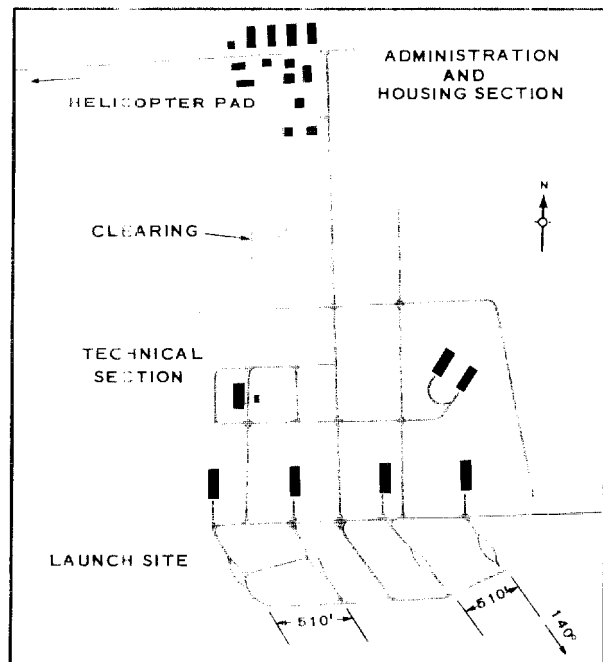 ADMINISTRATION
AND
HOUSING SECTION
HELICOPTER PAD
N
CLEARING
TECHNICAL
SECTION
LAUNCH SITE
510'
510'
140°